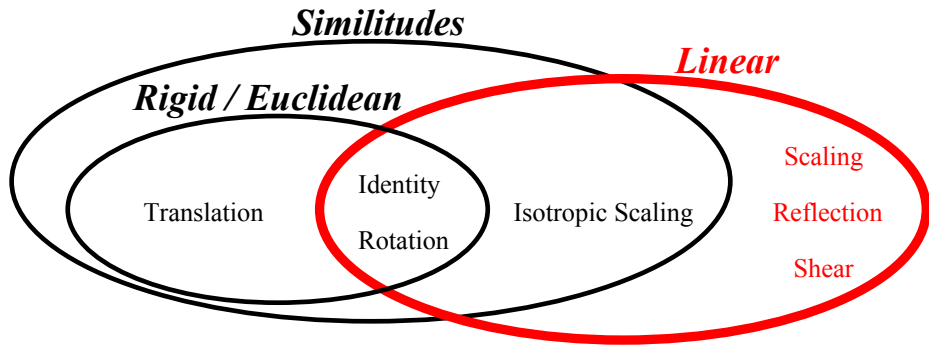 Similitudes
Linear
Rigid / Euclidean
Scaling
Identity
Translation
Isotropic Scaling
Reflection
Rotation
Shear